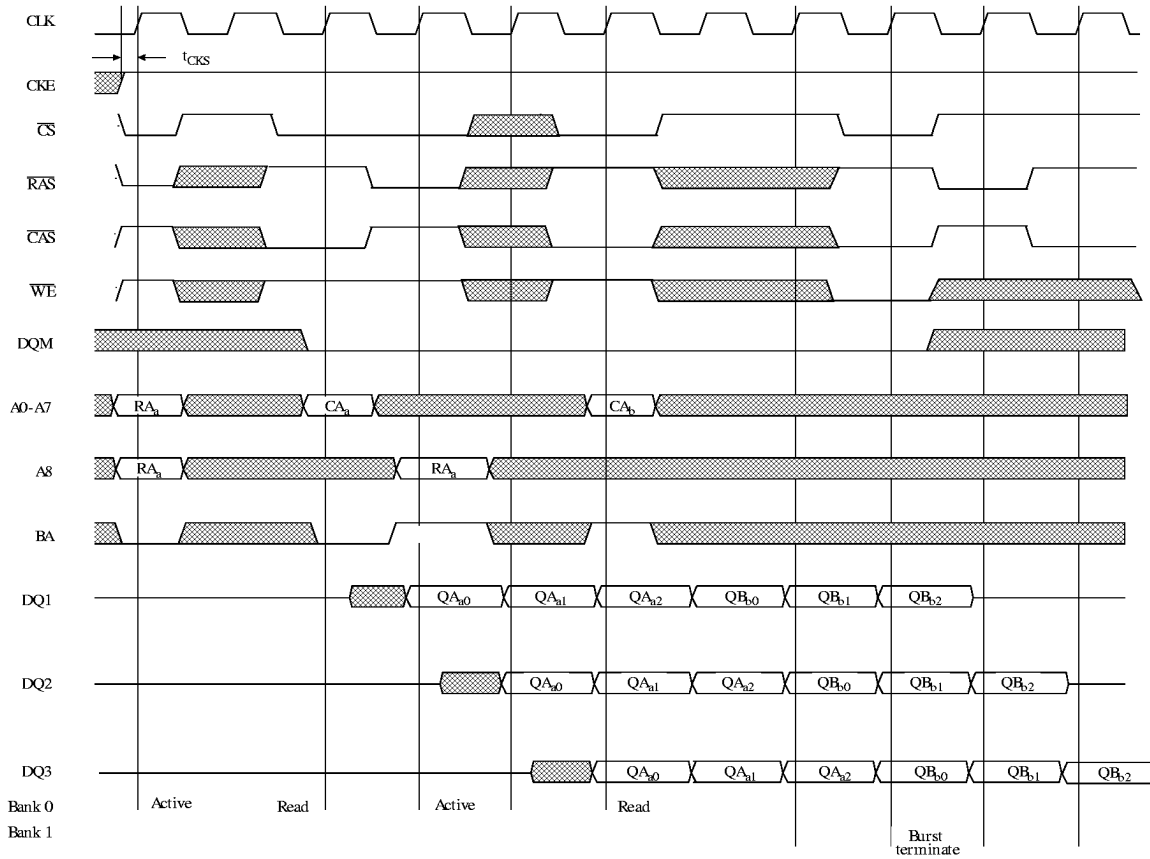 CLK
tCKS
CKE
CS
RAS
CAS
WE
DQM
A0-A7 RAa CAa CAb
A8 RAa RAa
BA
DQ1 QAa0 QAa1 QAa2 QBb0 QBb1 QBb2
DQ2 QAa0 QAa1 QAa2 QBb0 QBb1 QBb2
DQ3 QAa0 QAa1 QAa2 QBb0 QBb1 QBb2
Bank 0 Active Read Active Read
Bank 1 Burst
terminate